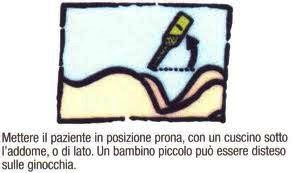 Mettere il paziente in posizione prona, con un cuscino sotto
l'addome, o di lato. Un bambino piccolo può essere disteso
sulle ginocchia.